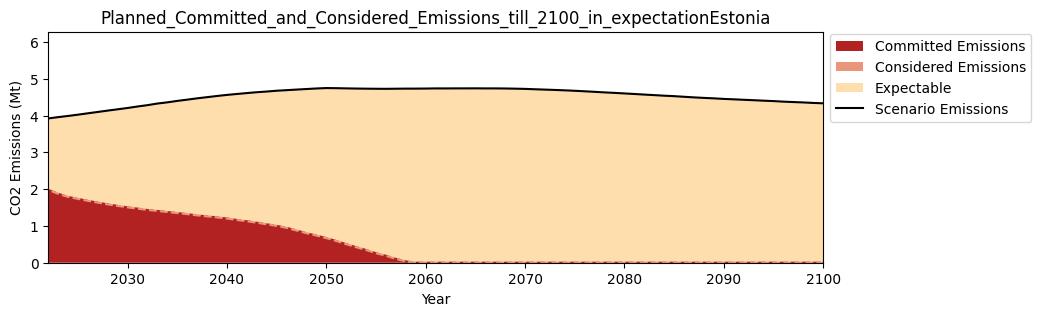 Planned_Committed_and_Considered_Emissions_till_2100_in_expectationEstonia
6
5
4
3
2
1
0
CO2 Emissions (Mt)
2030 2040 2050 2060 2070 2080 2090 2100
Year
Committed Emissions
Considered Emissions
Expectable
Scenario Emissions